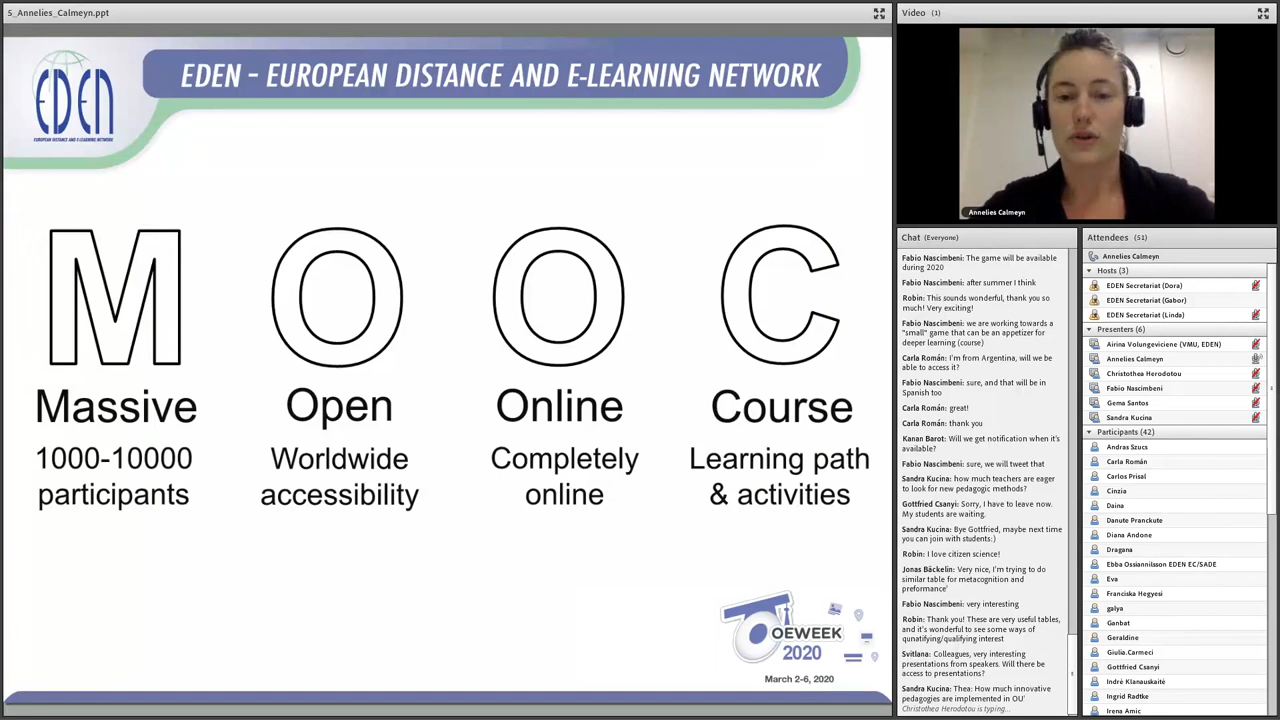 5_Annelies_Calmeyn.ppt
EDEN
EUROPEAN DISTANCE AND E-LEARNING NETWORK
EDEN - EUROPEAN DISTANCE AND E-LEARNING NETWORK
M O O C
Massive Open Online Course
1000-10000 Worldwide Completely Learning path
participants accessibility online & activities
OEWEEK
2020
March 2-6, 2020
Video (1)
Annelies Calmeyn
Chat (Everyone)
Fabio Nascimbeni: The game will be available
during 2020
Fabio Nascimbeni: after summer I think
Robin: This sounds wonderful, thank you so
much! Very exciting!
Fabio Nascimbeni: we are working towards a
"small" game that can be an appetizer for
deeper learning (course)
Carla Román: I'm from Argentina, will we be
able to access it?
Fabio Nascimbeni: sure, and that will be in
Spanish too
Carla Román: great!
Carla Román: thank you
Kanan Barot: Will we get notification when it's
available?
Fabio Nascimbeni: sure, we will tweet that
Sandra Kucina: how much teachers are eager
to look for new pedagogic methods?
Gottfried Csanyi: Sorry, I have to leave now.
My students are waiting.
Sandra Kucina: Bye Gottfried, maybe next time
you can join with students:)
Robin: I love citizen science!
Jonas Bäckelin: Very nice, I'm trying to do
similar table for metacognition and
preformance'
Fabio Nascimbeni: very interesting
Robin: Thank you! These are very useful tables,
and it's wonderful to see some ways of
qunatifying/qualifying interest
Svitlana: Colleagues, very interesting
presentations from speakers. Will there be
access to presentations?
Sandra Kucina: Thea: How much innovative
pedagogies are implemented in OU'
Christothea Herodotou is typing...
Attendees (51)
Annelies Calmeyn
Hosts (3)
EDEN Secretariat (Dora)
EDEN Secretariat (Gabor)
EDEN Secretariat (Linda)
Presenters (6)
Airina Volungeviciene (VMU, EDEN)
Annelies Calmeyn
Christothea Herodotou
Fabio Nascimbeni
Gema Santos
Sandra Kucina
Participants (42)
Andras Szucs
Carla Román
Carlos Prisal
Cinzia
Daina
Danute Pranckute
Diana Andone
Dragana
Ebba Ossiannilsson EDEN EC/SADE
Eva
Franciska Hegyesi
galya
Ganbat
Geraldine
Giulia.Carmeci
Gottfried Csanyi
Indrė Klanauskaitė
Ingrid Radtke
Irena Amic